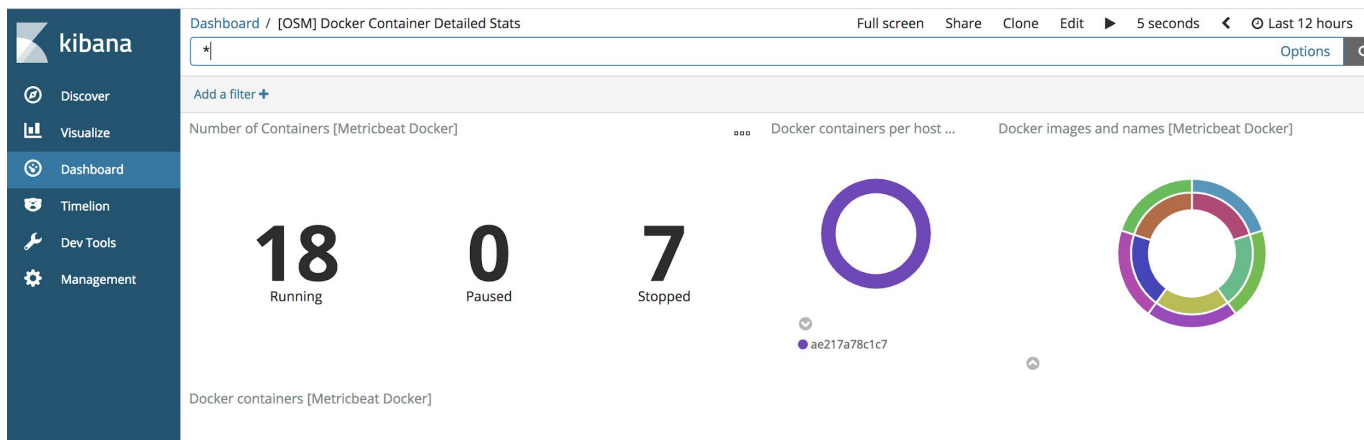 kibana
Discover
Visualize
Dashboard
Timelion
Dev Tools
Management
Dashboard / [OSM] Docker Container Detailed Stats
Full screen Share Clone Edit 5 seconds Last 12 hours
*
Options
Add a filter +
Number of Containers [Metricbeat Docker]
18
Running
0
Paused
7
Stopped
Docker containers per host ...
ae217a78c1c7
Docker images and names [Metricbeat Docker]
Docker containers [Metricbeat Docker]